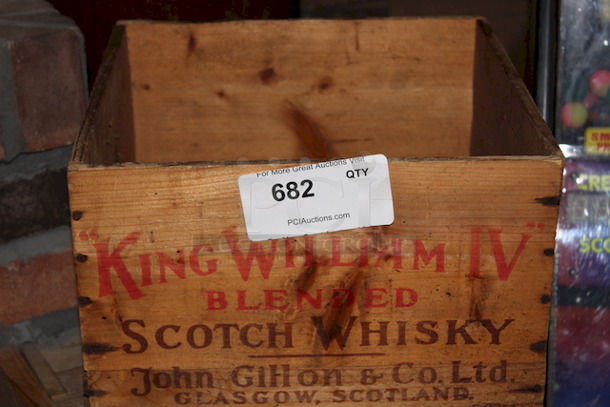 For More Great Auctions Visit
682 QTY
PCIAuctions.com
"KING WILLIAM IV"
BLENDED
SCOTCH WHISKY
John Gillon & Co. Ltd.
GLASGOW, SCOTLAND.